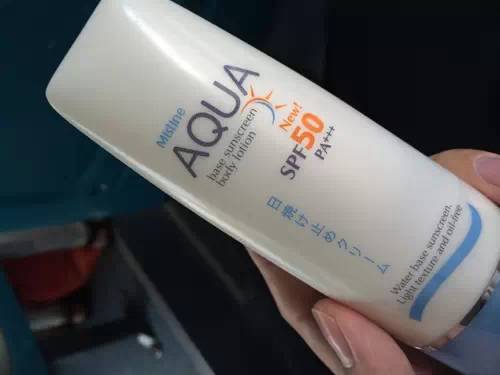 Mistine
AQUA
base sunscreen
body lotion
New!
SPF50
PA+++
日焼け止めクリーム
Water base sunscreen.
Light texture and oil-free